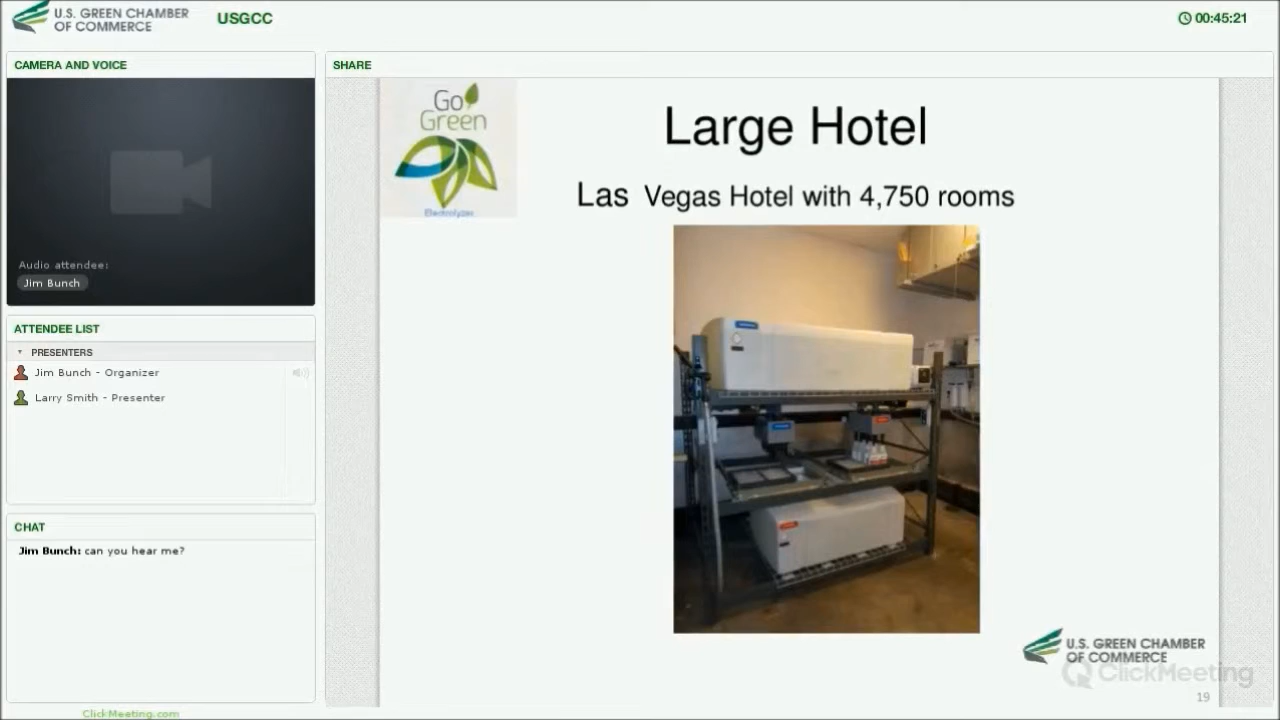 U.S. GREEN CHAMBER
OF COMMERCE
USGCC
00:45:21
CAMERA AND VOICE
Audio attendee:
Jim Bunch
ATTENDEE LIST
PRESENTERS
Jim Bunch - Organizer
Larry Smith - Presenter
CHAT
Jim Bunch: can you hear me?
ClickMeeting.com
SHARE
Go
Green
Electrolyzer
Large Hotel
Las Vegas Hotel with 4,750 rooms
U.S. GREEN CHAMBER
OF COMMERCE
ClickMeeting
19